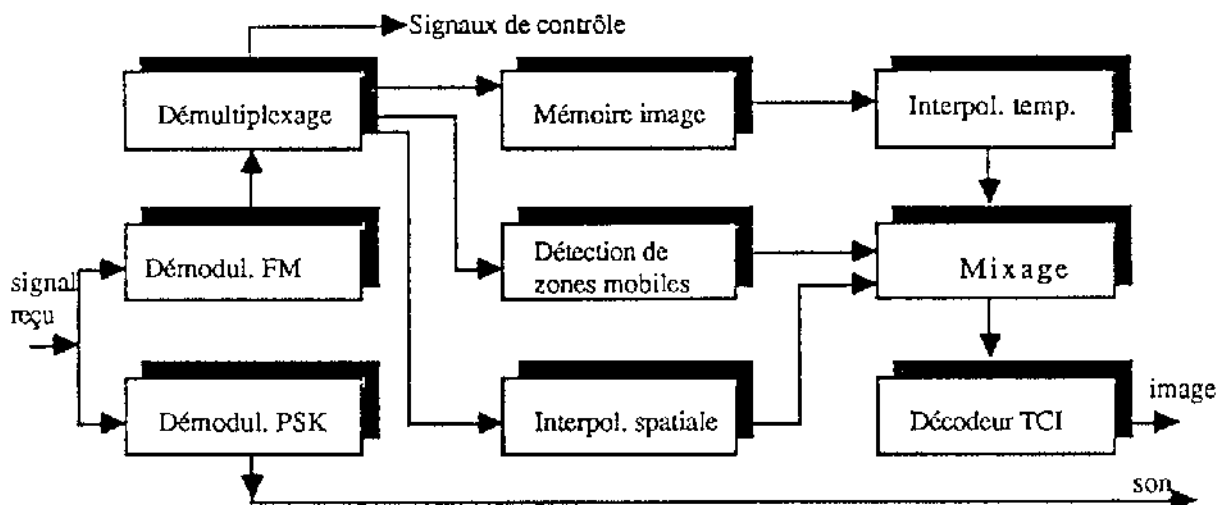 Signaux de contrôle
Démultiplexage
Mémoire image
Interpol. temp.
Démodul. FM
Détection de
zones mobiles
Mixage
signal
reçu
Démodul. PSK
Interpol. spatiale
Décodeur TCI
image
son